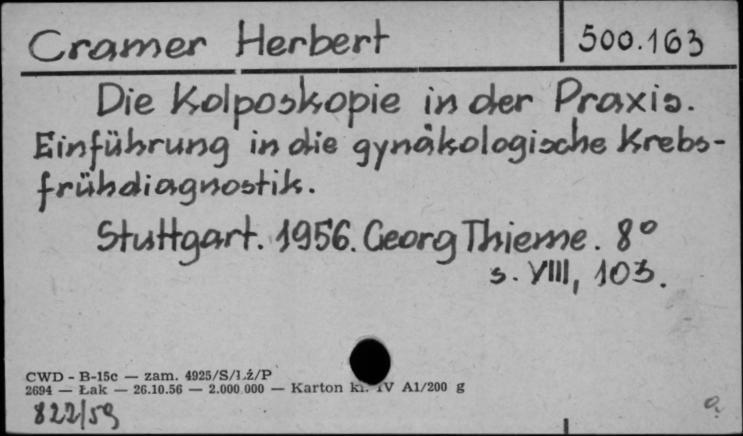 Cramer Herbert 500.163
Die Kolposkopie in der Praxis.
Einführung in die gynäkologische Krebs-
frühdiagnostik.
Stuttgart. 1956. Georg Thieme. 8°
s. VIII, 103.
CWD - B-15c — zam. 4925/S/Lź/P
2694 — Łak — 26.10.56 — 2.000.000 — Karton kl. IV A1/200 g
822/59